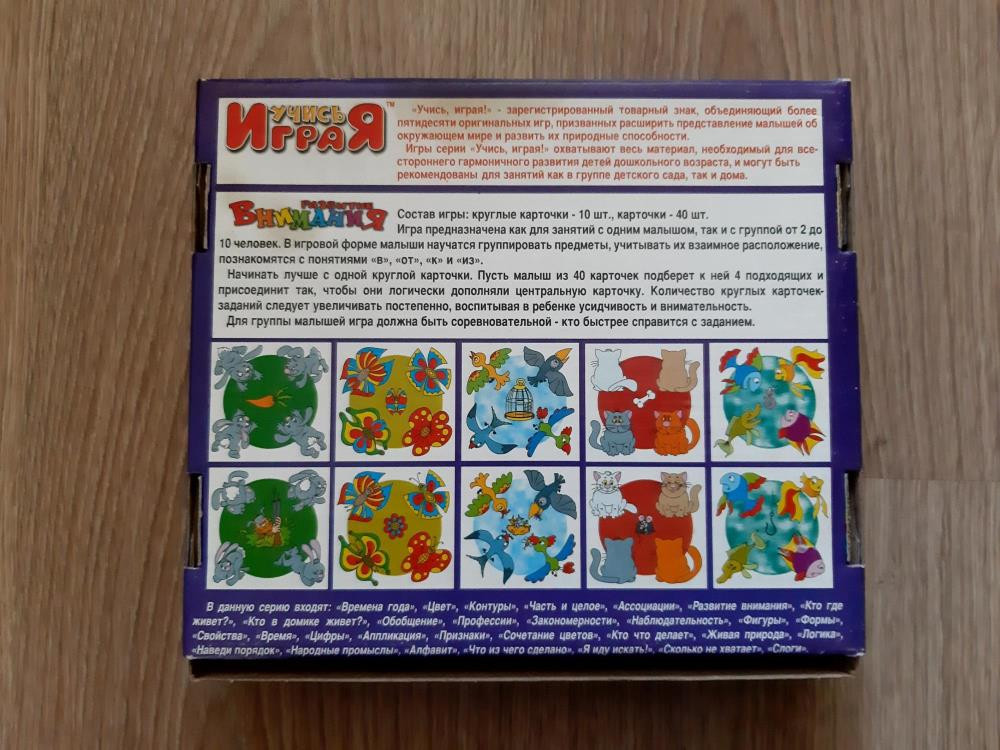 УЧИСЬ
ИГРАЯ™
«Учись, играя!» - зарегистрированный товарный знак, объединяющий более
пятидесяти оригинальных игр, призванных расширить представление малышей об
окружающем мире и развить их природные способности.
Игры серии «Учись, играя!» охватывают весь материал, необходимый для все-
стороннего гармоничного развития детей дошкольного возраста, и могут быть
рекомендованы для занятий как в группе детского сада, так и дома.
РАЗВИТИЕ
ВНИМАНИЯ
Состав игры: круглые карточки - 10 шт., карточки - 40 шт.
Игра предназначена как для занятий с одним малышом, так и с группой от 2 до
10 человек. В игровой форме малыши научатся группировать предметы, учитывать их взаимное расположение,
познакомятся с понятиями «в», «от», «к» и «из».
Начинать лучше с одной круглой карточки. Пусть малыш из 40 карточек подберет к ней 4 подходящих и
присоединит так, чтобы они логически дополняли центральную карточку. Количество круглых карточек-
заданий следует увеличивать постепенно, воспитывая в ребенке усидчивость и внимательность.
Для группы малышей игра должна быть соревновательной - кто быстрее справится с заданием.
В данную серию входят: «Времена года», «Цвет», «Контуры», «Часть и целое», «Ассоциации», «Развитие внимания», «Кто где
живет?», «Кто в домике живет?», «Обобщение», «Профессии», «Закономерности», «Наблюдательность», «Фигуры», «Формы»,
«Свойства», «Время», «Цифры», «Аппликация», «Признаки», «Сочетание цветов», «Кто что делает», «Живая природа», «Логика»,
«Наведи порядок», «Народные промыслы», «Алфавит», «Что из чего сделано», «Я иду искать!», «Сколько не хватает», «Слоги».